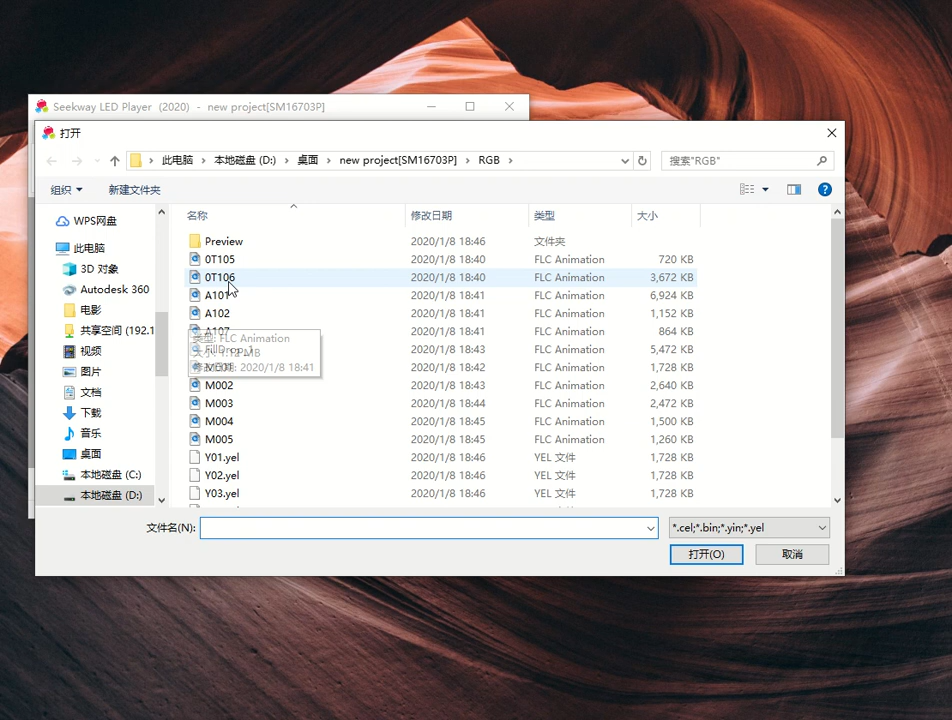 Seekway LED Player (2020) - new project[SM16703P]
打开
此电脑 > 本地磁盘 (D:) > 桌面 > new project[SM16703P] > RGB >
搜索"RGB"
组织 新建文件夹
名称 修改日期 类型 大小
WPS网盘
此电脑
3D 对象
Autodesk 360
电影
共享空间 (192.1
视频
图片
文档
下载
音乐
桌面
本地磁盘 (C:)
本地磁盘 (D:)
Preview 2020/1/8 18:46 文件夹
0T105 2020/1/8 18:40 FLC Animation 720 KB
0T106 2020/1/8 18:40 FLC Animation 3,672 KB
A101 2020/1/8 18:41 FLC Animation 6,924 KB
A102 2020/1/8 18:41 FLC Animation 1,152 KB
A107 2020/1/8 18:41 FLC Animation 864 KB
类型: FLC Animation
2020/1/8 18:43 FLC Animation 5,472 KB
修改日期: 2020/1/8 18:41
2020/1/8 18:42 FLC Animation 1,728 KB
M002 2020/1/8 18:43 FLC Animation 2,640 KB
M003 2020/1/8 18:44 FLC Animation 2,472 KB
M004 2020/1/8 18:45 FLC Animation 1,500 KB
M005 2020/1/8 18:45 FLC Animation 1,260 KB
Y01.yel 2020/1/8 18:46 YEL 文件 1,728 KB
Y02.yel 2020/1/8 18:46 YEL 文件 1,728 KB
Y03.yel 2020/1/8 18:46 YEL 文件 1,728 KB
文件名(N):
*.cel;*.bin;*.yin;*.yel
打开(O) 取消